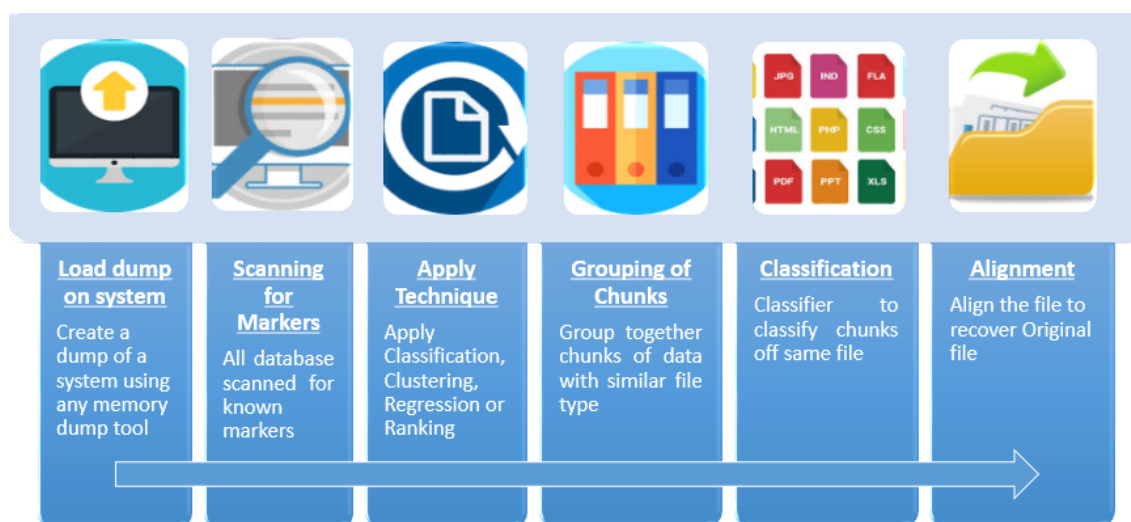 JPG
IND
FLA
HTML
PHP
CSS
PDF
PPT
XLS
Load dump
on system
Create a
dump of a
system using
any memory
dump tool
Scanning
for
Markers
All database
scanned for
known
markers
Apply
Technique
Apply
Classification,
Clustering,
Regression or
Ranking
Grouping of
Chunks
Group together
chunks of data
with similar file
type
Classification
Classifier to
classify chunks
off same file
Alignment
Align the file to
recover Original
file